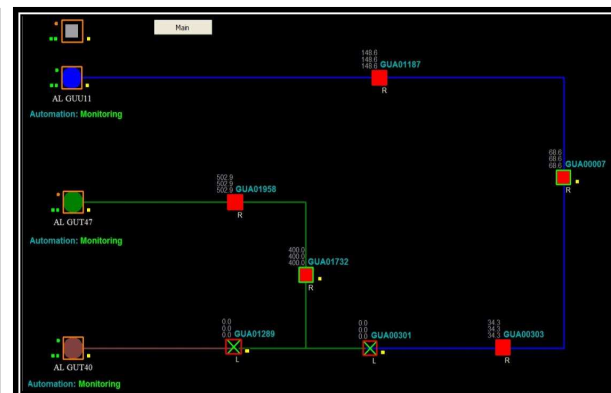 Main
148.6
148.6
148.6
GUA01187
R
AL GUU11
Automation: Monitoring
68.6
68.6
68.6
GUA00007
R
502.9
502.9
502.9
GUA01958
R
AL GUT47
Automation: Monitoring
400.0
400.0
400.0
GUA01732
R
0.0
0.0
0.0
GUA01289
L
0.0
0.0
0.0
GUA00301
L
34.3
34.3
34.3
GUA00303
R
AL GUT40
Automation: Monitoring